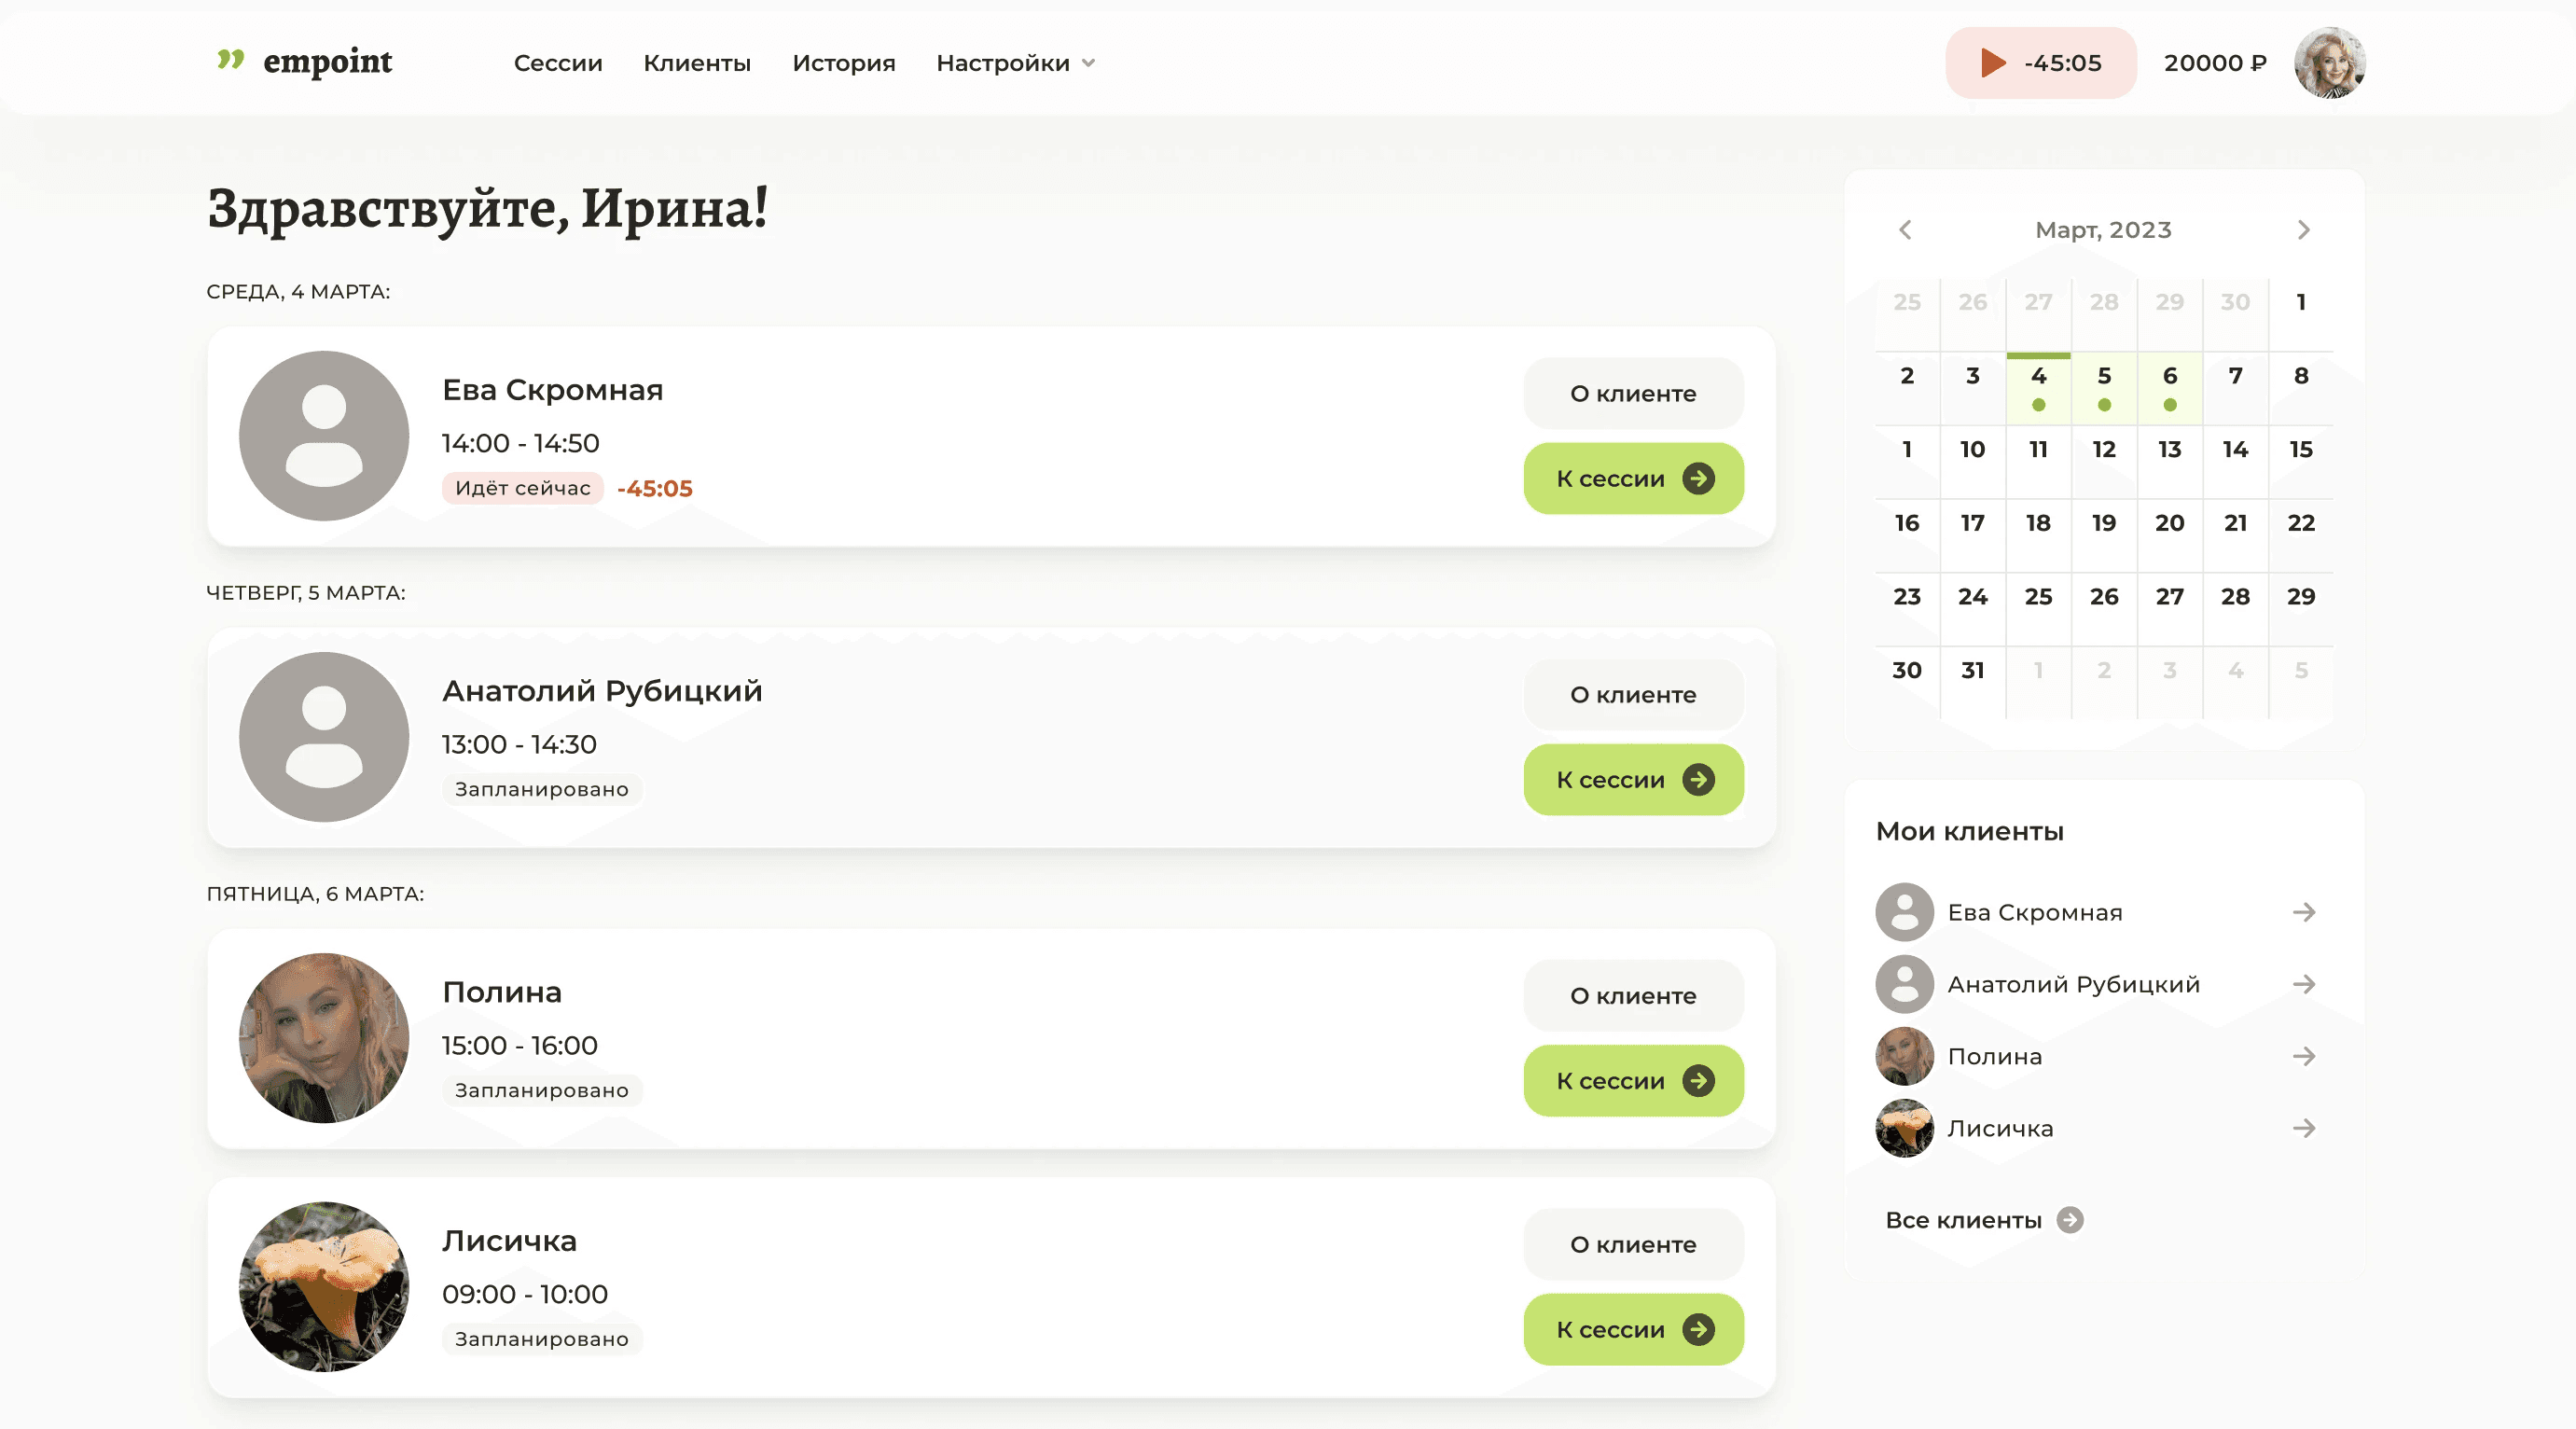 empoint
Сессии Клиенты История Настройки
-45:05 20000 ₽
Здравствуйте, Ирина!
СРЕДА, 4 МАРТА:
Ева Скромная
14:00 - 14:50
Идёт сейчас -45:05
О клиенте
К сессии
ЧЕТВЕРГ, 5 МАРТА:
Анатолий Рубицкий
13:00 - 14:30
Запланировано
О клиенте
К сессии
ПЯТНИЦА, 6 МАРТА:
Полина
15:00 - 16:00
Запланировано
О клиенте
К сессии
Лисичка
09:00 - 10:00
Запланировано
О клиенте
К сессии
Март, 2023
25 26 27 28 29 30 1
2 3 4 5 6 7 8
1 10 11 12 13 14 15
16 17 18 19 20 21 22
23 24 25 26 27 28 29
30 31 1 2 3 4 5
Мои клиенты
Ева Скромная
Анатолий Рубицкий
Полина
Лисичка
Все клиенты